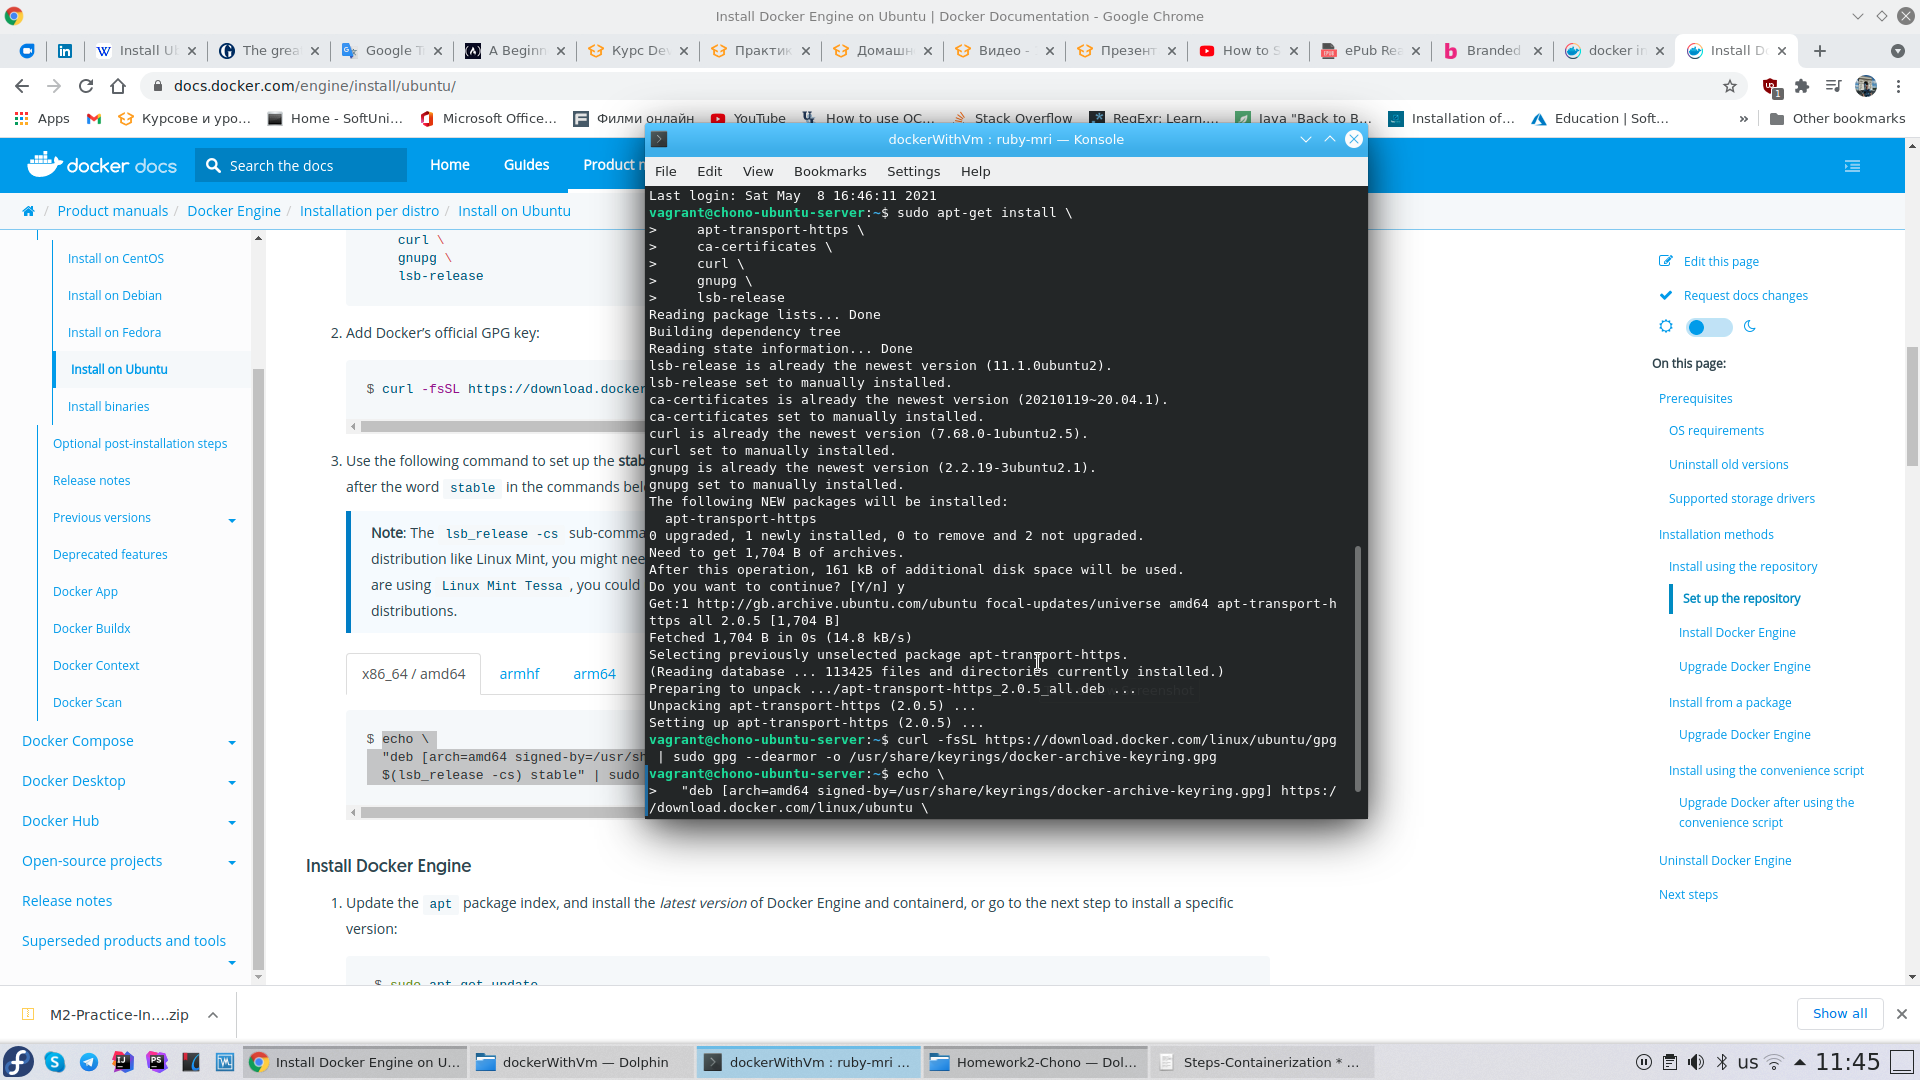 Install Docker Engine on Ubuntu | Docker Documentation - Google Chrome
Install U
The grea
Google T
A Beginn
Курс Dev
Практик
Домашн
Видео -
Презент
How to S
ePub Rea
Branded
docker in
Install D
docs.docker.com/engine/install/ubuntu/
1
Apps
Курсове и уро...
Home - SoftUni...
Microsoft Office...
Филми онлайн
YouTube
How to use OC...
Stack Overflow
RegExr: Learn,...
Java "Back to B...
Installation of...
Education | Soft...
»
Other bookmarks
docker docs
Search the docs
Home
Guides
Product m
/ Product manuals / Docker Engine / Installation per distro / Install on Ubuntu
Install on CentOS
Install on Debian
Install on Fedora
Install on Ubuntu
Install binaries
Optional post-installation steps
Release notes
Previous versions
Deprecated features
Docker App
Docker Buildx
Docker Context
Docker Scan
Docker Compose
Docker Desktop
Docker Hub
Open-source projects
Release notes
Superseded products and tools
curl \
gnupg \
lsb-release
2. Add Docker's official GPG key:
$ curl -fsSL https://download.docker
3. Use the following command to set up the stab
after the word stable in the commands bel
Note: The lsb_release -cs sub-comma
distribution like Linux Mint, you might nee
are using Linux Mint Tessa , you could
distributions.
x86_64 / amd64
armhf
arm64
$ echo \
"deb [arch=amd64 signed-by=/usr/sh
$(lsb_release -cs) stable" | sudo
Install Docker Engine
1. Update the apt package index, and install the latest version of Docker Engine and containerd, or go to the next step to install a specific
version:
$ sudo apt-get update
dockerWithVm : ruby-mri — Konsole
File Edit View Bookmarks Settings Help
Last login: Sat May  8 16:46:11 2021
vagrant@chono-ubuntu-server:~$ sudo apt-get install \
>     apt-transport-https \
>     ca-certificates \
>     curl \
>     gnupg \
>     lsb-release
Reading package lists... Done
Building dependency tree
Reading state information... Done
lsb-release is already the newest version (11.1.0ubuntu2).
lsb-release set to manually installed.
ca-certificates is already the newest version (20210119~20.04.1).
ca-certificates set to manually installed.
curl is already the newest version (7.68.0-1ubuntu2.5).
curl set to manually installed.
gnupg is already the newest version (2.2.19-3ubuntu2.1).
gnupg set to manually installed.
The following NEW packages will be installed:
  apt-transport-https
0 upgraded, 1 newly installed, 0 to remove and 2 not upgraded.
Need to get 1,704 B of archives.
After this operation, 161 kB of additional disk space will be used.
Do you want to continue? [Y/n] y
Get:1 http://gb.archive.ubuntu.com/ubuntu focal-updates/universe amd64 apt-transport-h
ttps all 2.0.5 [1,704 B]
Fetched 1,704 B in 0s (14.8 kB/s)
Selecting previously unselected package apt-transport-https.
(Reading database ... 113425 files and directories currently installed.)
Preparing to unpack .../apt-transport-https_2.0.5_all.deb ...
Unpacking apt-transport-https (2.0.5) ...
Setting up apt-transport-https (2.0.5) ...
vagrant@chono-ubuntu-server:~$ curl -fsSL https://download.docker.com/linux/ubuntu/gpg
 | sudo gpg --dearmor -o /usr/share/keyrings/docker-archive-keyring.gpg
vagrant@chono-ubuntu-server:~$ echo \
>   "deb [arch=amd64 signed-by=/usr/share/keyrings/docker-archive-keyring.gpg] https:/
/download.docker.com/linux/ubuntu \
Edit this page
Request docs changes
On this page:
Prerequisites
OS requirements
Uninstall old versions
Supported storage drivers
Installation methods
Install using the repository
Set up the repository
Install Docker Engine
Upgrade Docker Engine
Install from a package
Upgrade Docker Engine
Install using the convenience script
Upgrade Docker after using the
convenience script
Uninstall Docker Engine
Next steps
M2-Practice-In....zip
Show all
Install Docker Engine on U...
dockerWithVm — Dolphin
dockerWithVm : ruby-mri ...
Homework2-Chono — Dol...
Steps-Containerization * ...
us
11:45